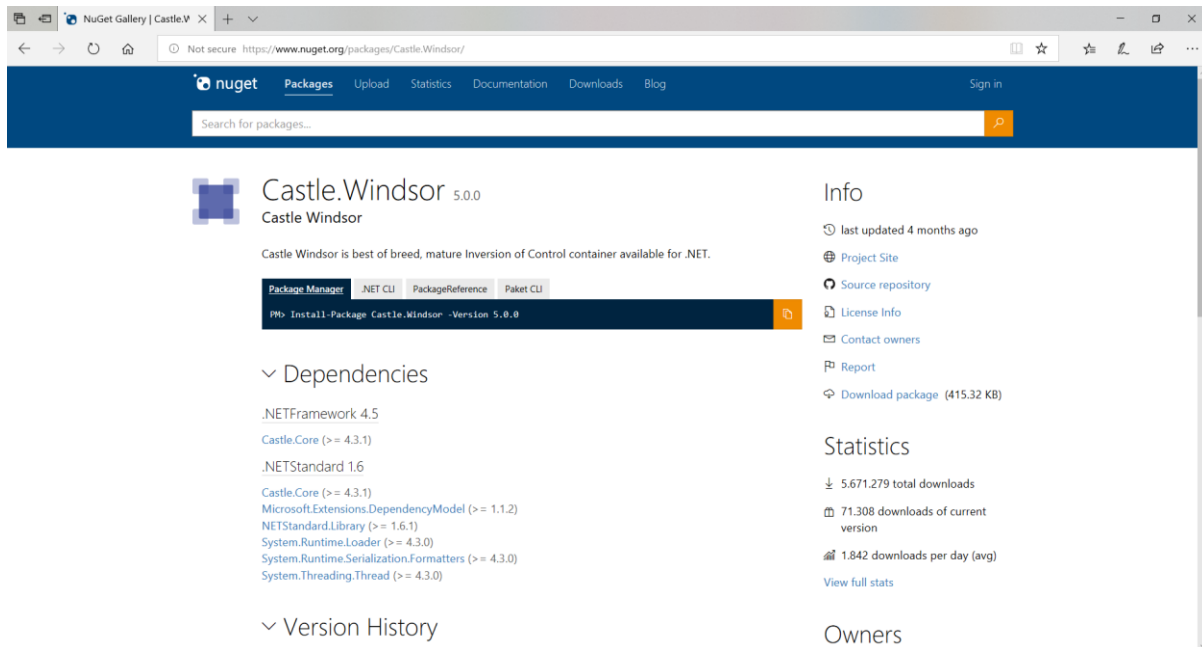 NuGet Gallery | Castle.W
Not secure https://www.nuget.org/packages/Castle.Windsor/
nuget Packages Upload Statistics Documentation Downloads Blog Sign in
Search for packages...
Castle.Windsor 5.0.0
Castle Windsor
Castle Windsor is best of breed, mature Inversion of Control container available for .NET.
Package Manager .NET CLI PackageReference Paket CLI
PM> Install-Package Castle.Windsor -Version 5.0.0
Dependencies
.NETFramework 4.5
Castle.Core (>= 4.3.1)
.NETStandard 1.6
Castle.Core (>= 4.3.1)
Microsoft.Extensions.DependencyModel (>= 1.1.2)
NETStandard.Library (>= 1.6.1)
System.Runtime.Loader (>= 4.3.0)
System.Runtime.Serialization.Formatters (>= 4.3.0)
System.Threading.Thread (>= 4.3.0)
Version History
Info
last updated 4 months ago
Project Site
Source repository
License Info
Contact owners
Report
Download package (415.32 KB)
Statistics
5.671.279 total downloads
71.308 downloads of current
version
1.842 downloads per day (avg)
View full stats
Owners